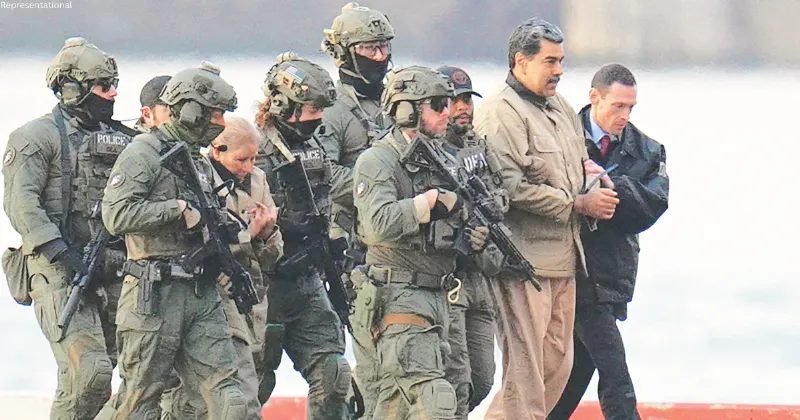 Representational
POLICE
POLICE
DEA